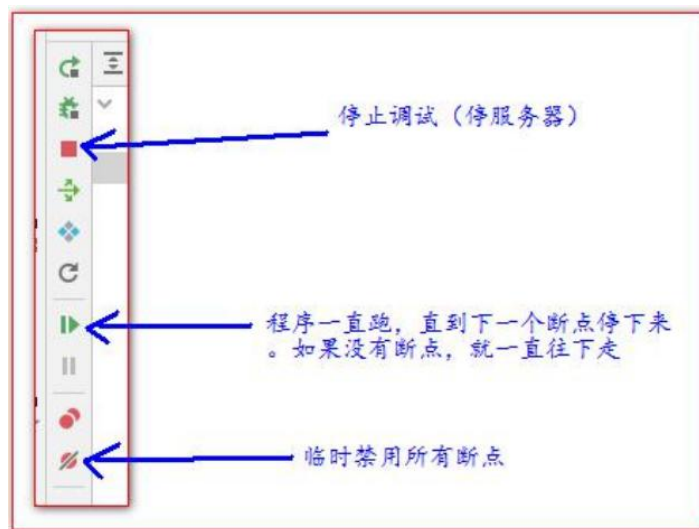 停止调试（停服务器）
程序一直跑，直到下一个断点停下来
。如果没有断点，就一直往下走
临时禁用所有断点